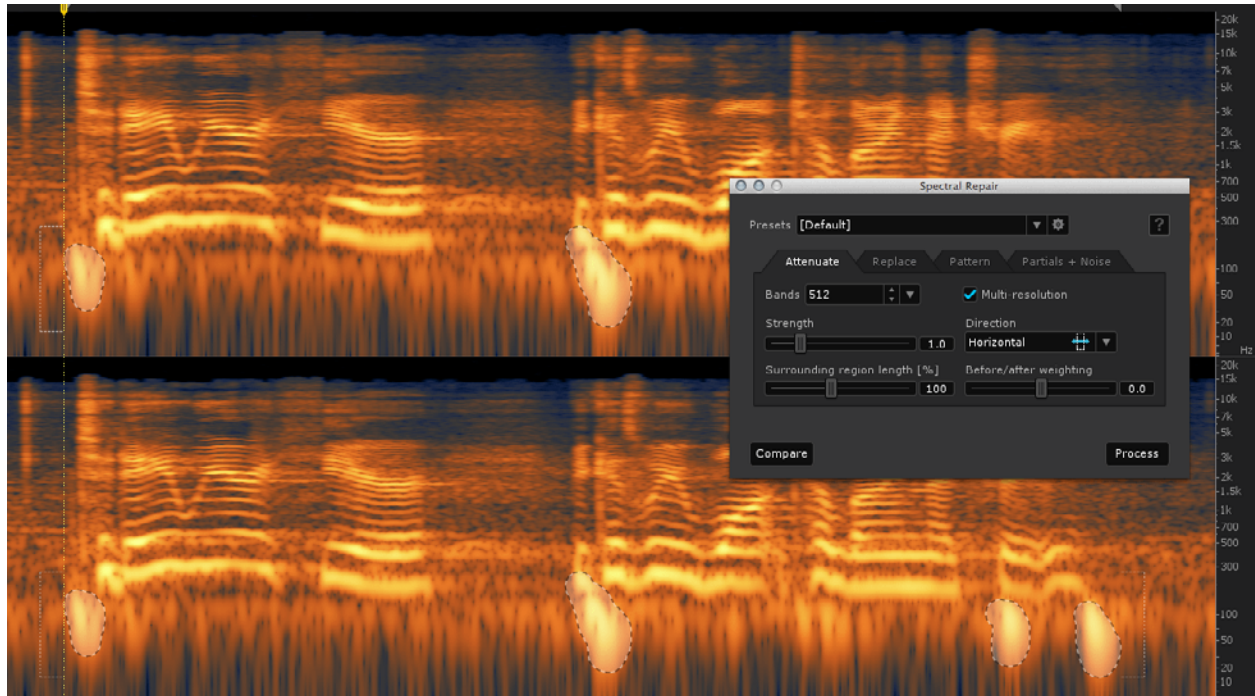 20k
15k
10k
7k
5k
3k
2k
1.5k
1k
700
500
300
100
50
20
10
Hz
Spectral Repair
Presets [Default] ?
Attenuate Replace Pattern Partials + Noise
Bands 512 Multi-resolution
Strength Direction
1.0 Horizontal
Surrounding region length [%] Before/after weighting
100 0.0
Compare Process
20k
15k
10k
7k
5k
3k
2k
1.5k
1k
700
500
300
100
50
20
10